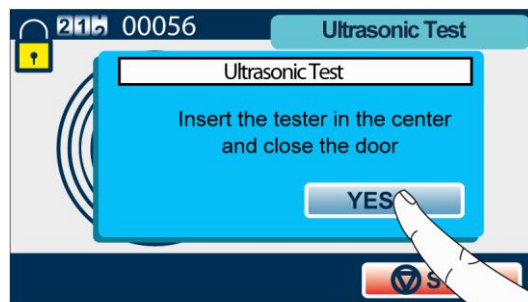 00056
Ultrasonic Test
Ultrasonic Test
Insert the tester in the center
and close the door
YES